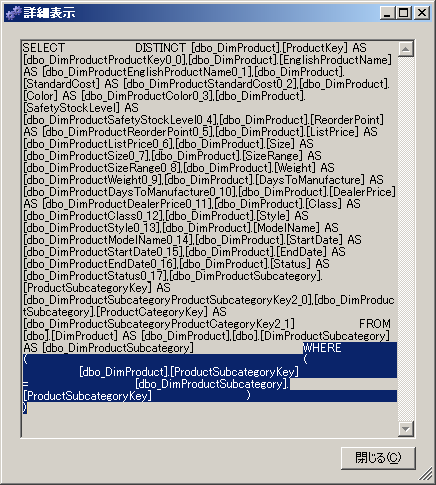 詳細表示
SELECT DISTINCT [dbo_DimProduct].[ProductKey] AS
[dbo_DimProductProductKey0_0],[dbo_DimProduct].[EnglishProductName]
AS [dbo_DimProductEnglishProductName0_1],[dbo_DimProduct].
[StandardCost] AS [dbo_DimProductStandardCost0_2],[dbo_DimProduct].
[Color] AS [dbo_DimProductColor0_3],[dbo_DimProduct].
[SafetyStockLevel] AS
[dbo_DimProductSafetyStockLevel0_4],[dbo_DimProduct].[ReorderPoint]
AS [dbo_DimProductReorderPoint0_5],[dbo_DimProduct].[ListPrice] AS
[dbo_DimProductListPrice0_6],[dbo_DimProduct].[Size] AS
[dbo_DimProductSize0_7],[dbo_DimProduct].[SizeRange] AS
[dbo_DimProductSizeRange0_8],[dbo_DimProduct].[Weight] AS
[dbo_DimProductWeight0_9],[dbo_DimProduct].[DaysToManufacture] AS
[dbo_DimProductDaysToManufacture0_10],[dbo_DimProduct].[DealerPrice]
AS [dbo_DimProductDealerPrice0_11],[dbo_DimProduct].[Class] AS
[dbo_DimProductClass0_12],[dbo_DimProduct].[Style] AS
[dbo_DimProductStyle0_13],[dbo_DimProduct].[ModelName] AS
[dbo_DimProductModelName0_14],[dbo_DimProduct].[StartDate] AS
[dbo_DimProductStartDate0_15],[dbo_DimProduct].[EndDate] AS
[dbo_DimProductEndDate0_16],[dbo_DimProduct].[Status] AS
[dbo_DimProductStatus0_17],[dbo_DimProductSubcategory].
[ProductSubcategoryKey] AS
[dbo_DimProductSubcategoryProductSubcategoryKey2_0],[dbo_DimProduc
tSubcategory].[ProductCategoryKey] AS
[dbo_DimProductSubcategoryProductCategoryKey2_1] FROM
[dbo].[DimProduct] AS [dbo_DimProduct],[dbo].[DimProductSubcategory]
AS [dbo_DimProductSubcategory] WHERE
( (
[dbo_DimProduct].[ProductSubcategoryKey]
= [dbo_DimProductSubcategory].
[ProductSubcategoryKey] )
)
閉じる(C)